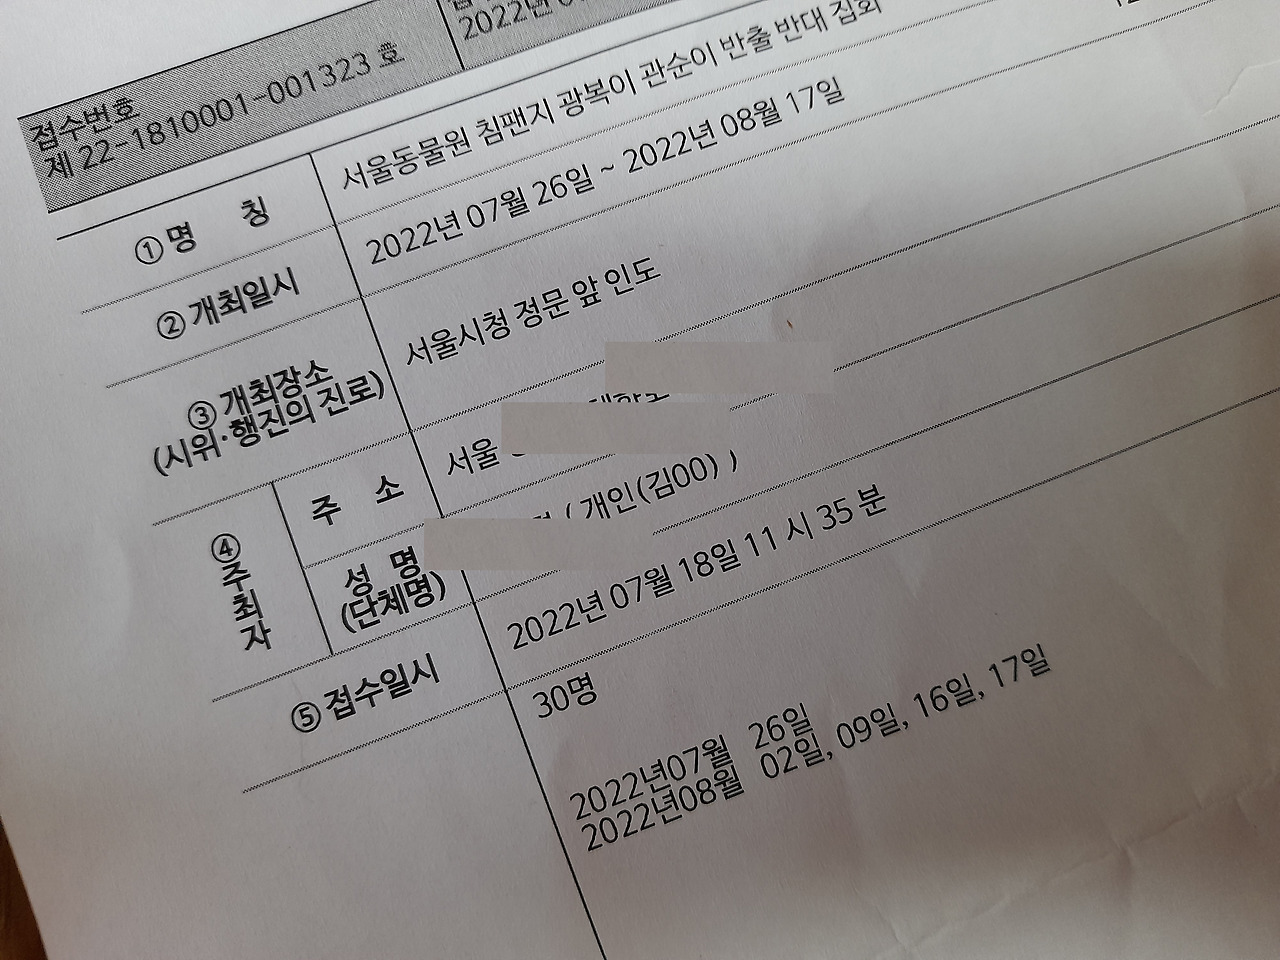 접수번호
제 22-1810001-001323 호
2022년
① 명 칭
서울동물원 침팬지 광복이 관순이 반출 반대 집회
② 개최일시
2022년 07월 26일 ~ 2022년 08월 17일
③ 개최장소
(시위·행진의 진로)
서울시청 정문 앞 인도
④ 주최자
주 소
서울
성 명
(단체명)
( 개인(김00) )
⑤ 접수일시
2022년 07월 18일 11 시 35 분
30명
2022년07월 26일
2022년08월 02일, 09일, 16일, 17일